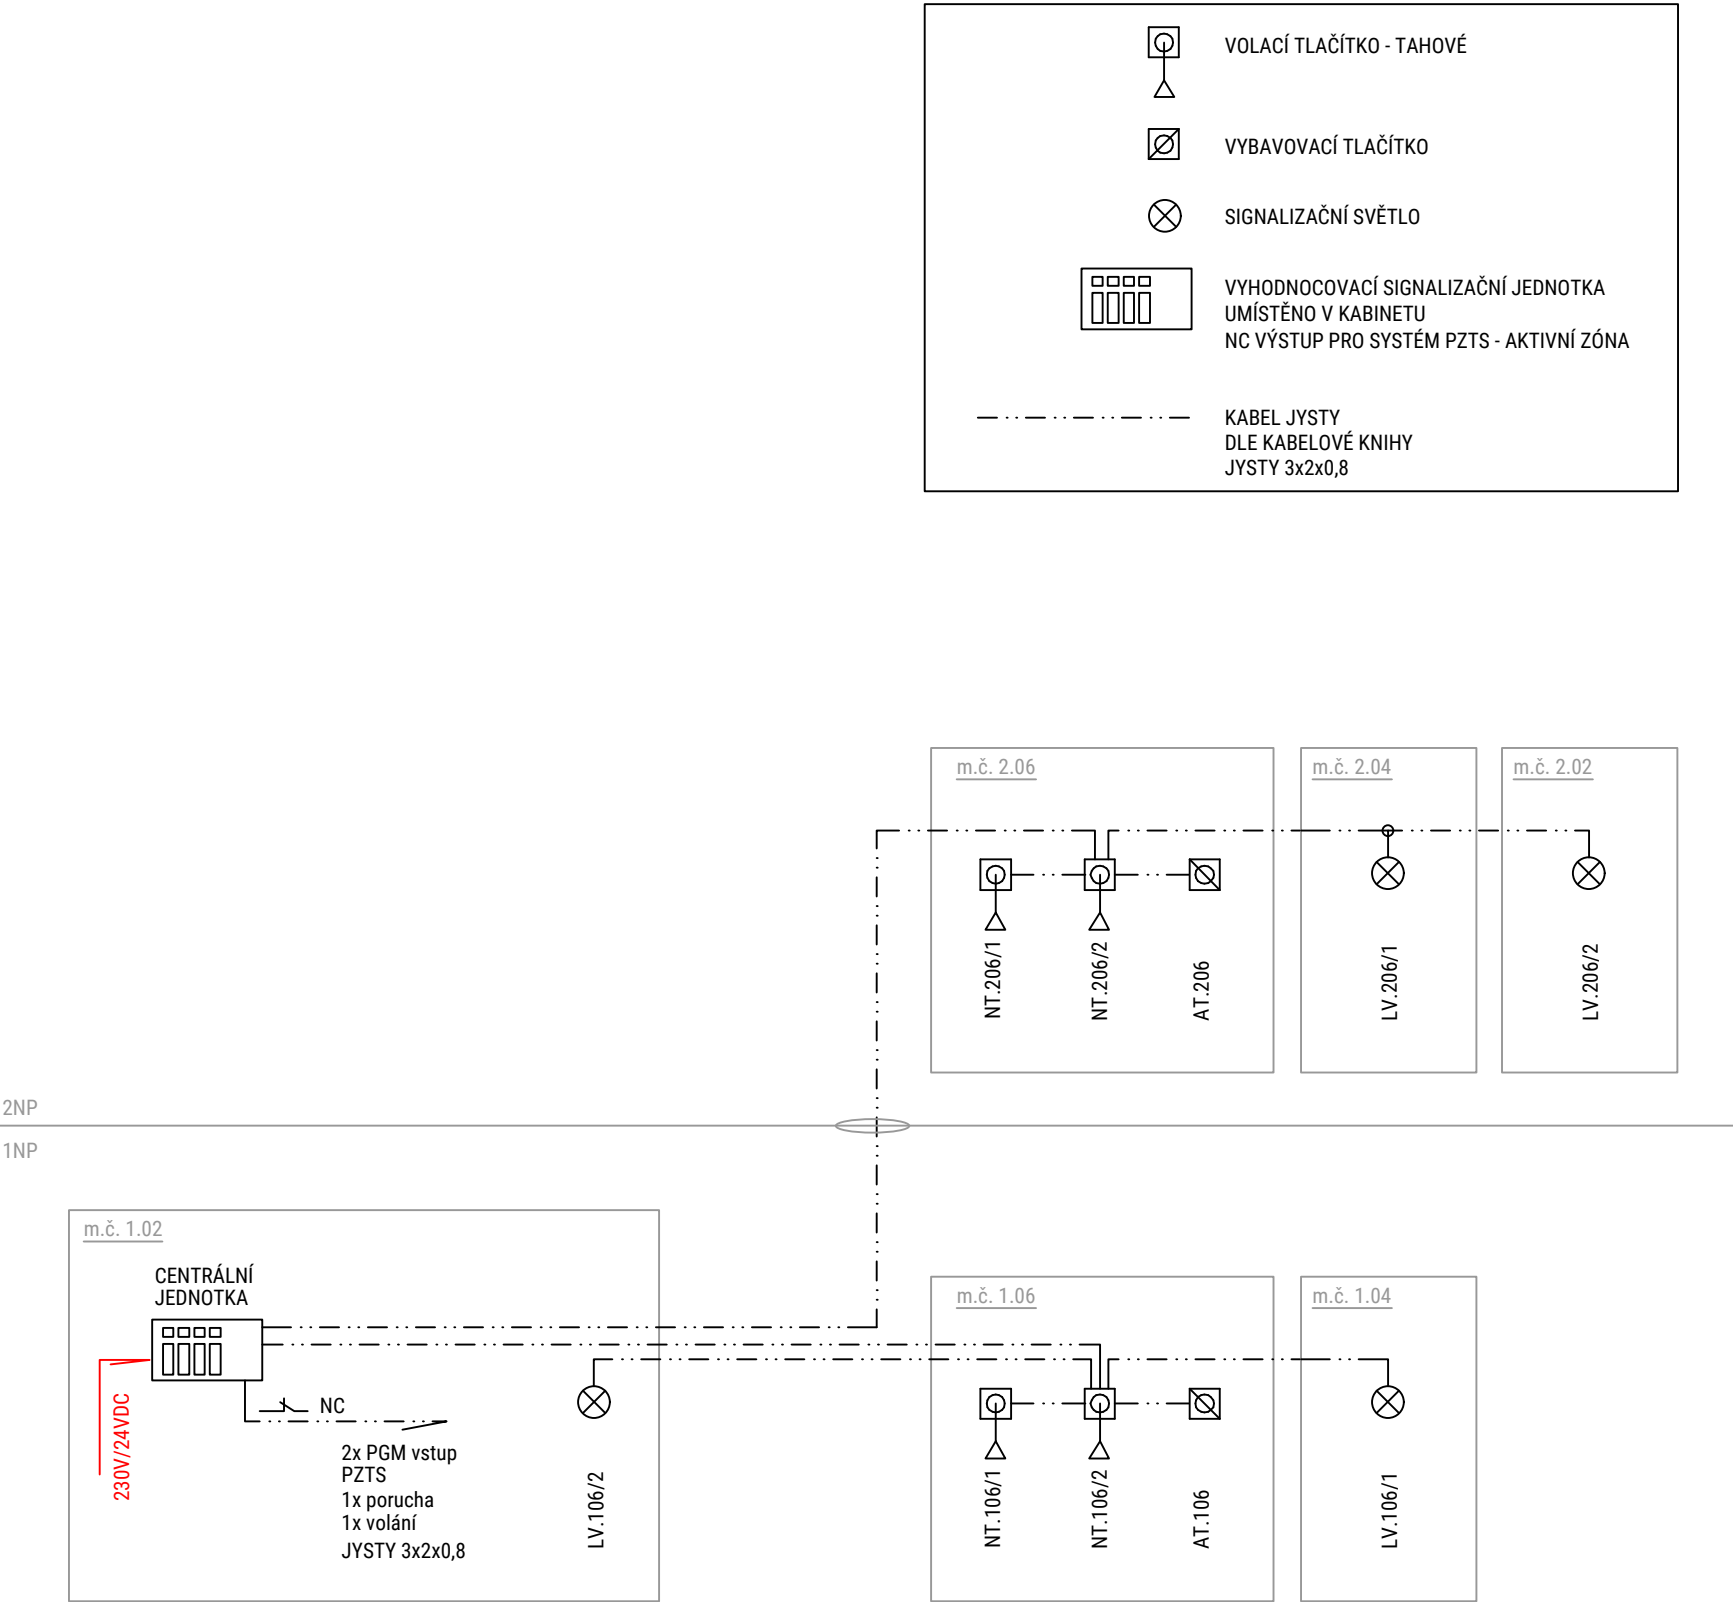 VOLACÍ TLAČÍTKO - TAHOVÉ
VYBAVOVACÍ TLAČÍTKO
SIGNALIZAČNÍ SVĚTLO
VYHODNOCOVACÍ SIGNALIZAČNÍ JEDNOTKA
UMÍSTĚNO V KABINETU
NC VÝSTUP PRO SYSTÉM PZTS - AKTIVNÍ ZÓNA
KABEL JYSTY
DLE KABELOVÉ KNIHY
JYSTY 3x2x0,8
m.č. 2.06
m.č. 2.04
m.č. 2.02
NT.206/1
NT.206/2
AT.206
LV.206/1
LV.206/2
2NP
1NP
m.č. 1.02
CENTRÁLNÍ
JEDNOTKA
230V/24VDC
NC
2x PGM vstup
PZTS
1x porucha
1x volání
JYSTY 3x2x0,8
LV.106/2
m.č. 1.06
m.č. 1.04
NT.106/1
NT.106/2
AT.106
LV.106/1